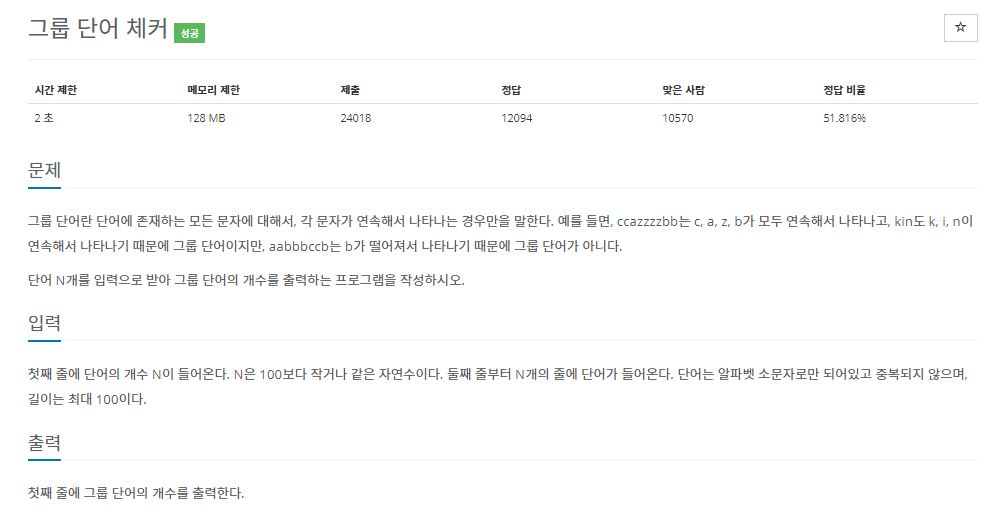 그룹 단어 체커 성공
☆
시간 제한 메모리 제한 제출 정답 맞은 사람 정답 비율
2 초 128 MB 24018 12094 10570 51.816%
문제
그룹 단어란 단어에 존재하는 모든 문자에 대해서, 각 문자가 연속해서 나타나는 경우만을 말한다. 예를 들면, ccazzzzbb는 c, a, z, b가 모두 연속해서 나타나고, kin도 k, i, n이
연속해서 나타나기 때문에 그룹 단어이지만, aabbbccb는 b가 떨어져서 나타나기 때문에 그룹 단어가 아니다.
단어 N개를 입력으로 받아 그룹 단어의 개수를 출력하는 프로그램을 작성하시오.
입력
첫째 줄에 단어의 개수 N이 들어온다. N은 100보다 작거나 같은 자연수이다. 둘째 줄부터 N개의 줄에 단어가 들어온다. 단어는 알파벳 소문자로만 되어있고 중복되지 않으며,
길이는 최대 100이다.
출력
첫째 줄에 그룹 단어의 개수를 출력한다.